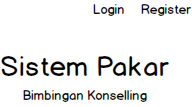 Login Register
Sistem Pakar
Bimbingan Konselling